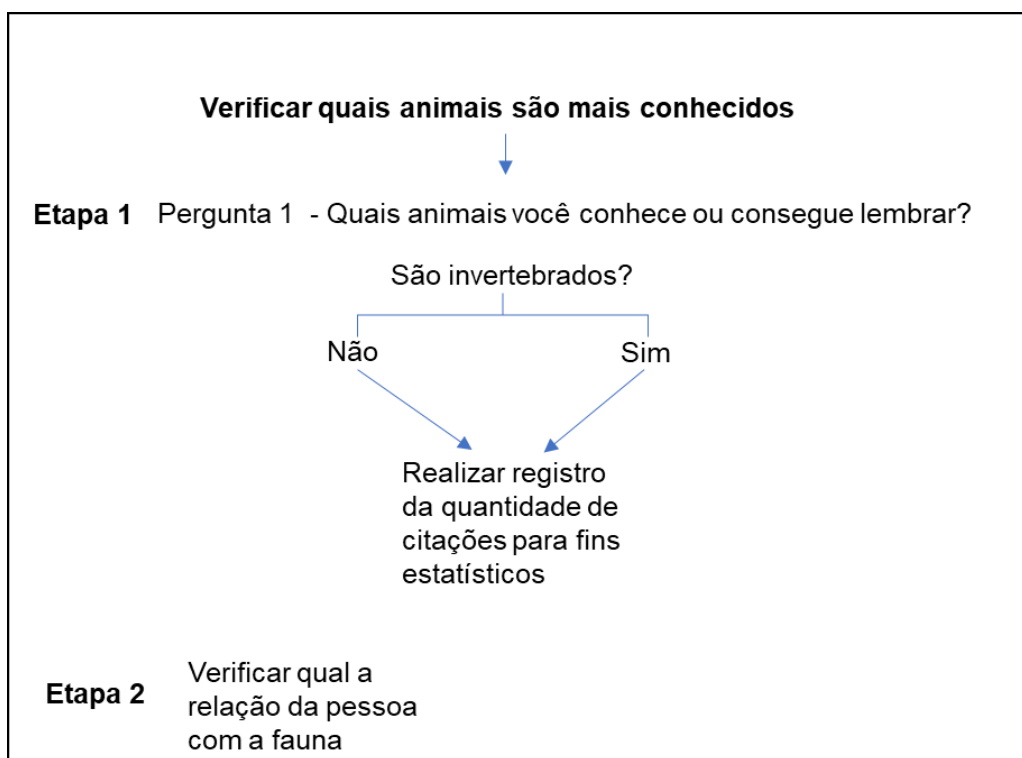 Verificar quais animais são mais conhecidos
Etapa 1 Pergunta 1 - Quais animais você conhece ou consegue lembrar?
São invertebrados?
Não Sim
Realizar registro
da quantidade de
citações para fins
estatísticos
Etapa 2
Verificar qual a
relação da pessoa
com a fauna